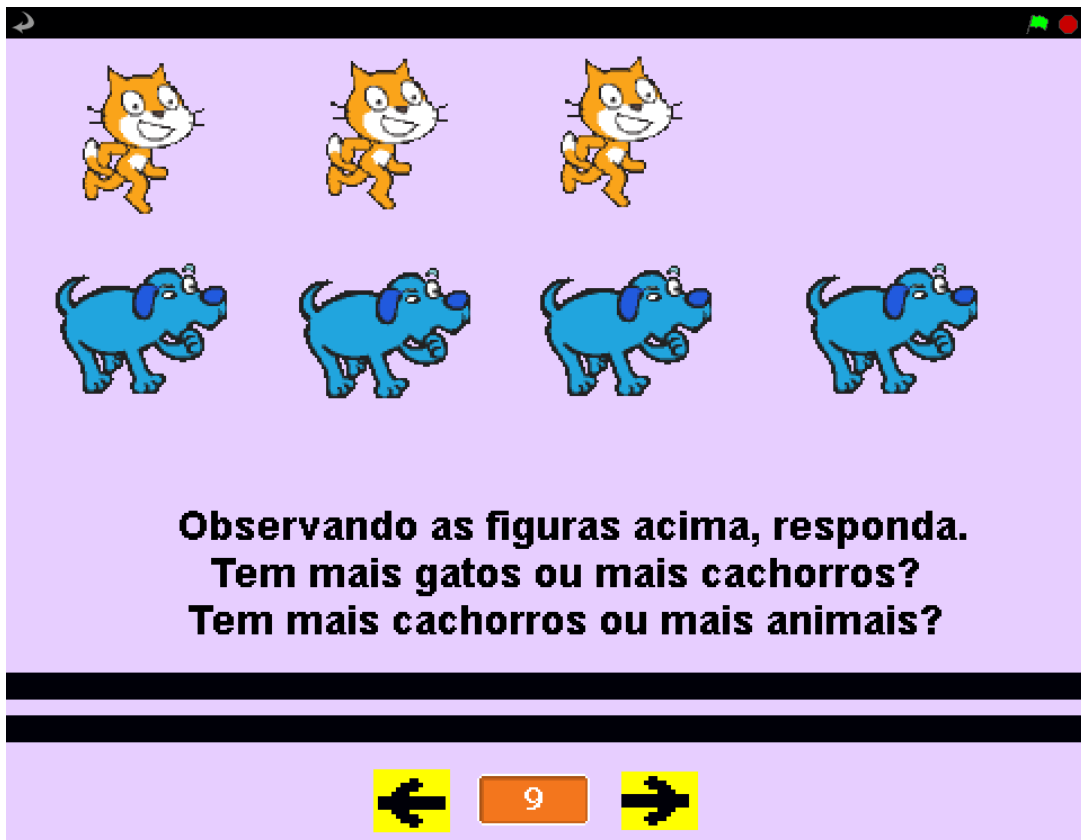 Observando as figuras acima, responda.
Tem mais gatos ou mais cachorros?
Tem mais cachorros ou mais animais?
9